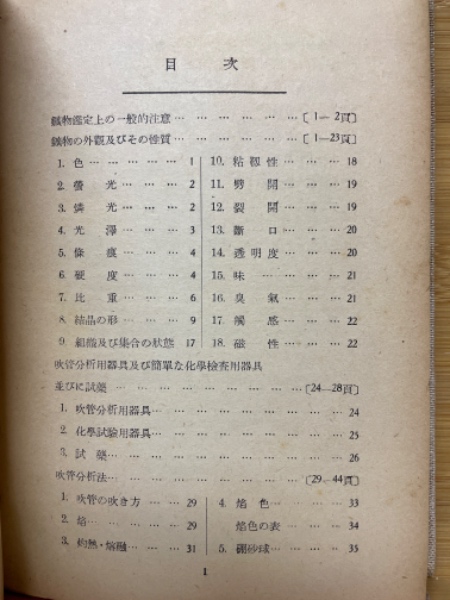 目次
鑛物鑑定上の一般的注意 … … … … … … …〔1—2頁〕
鑛物の外觀及びその性質 … … … … … … …〔1—23頁〕
1. 色 … … … … … 1
2. 螢光 … … … 2
3. 燐光 … … … 2
4. 光澤 … … … 3
5. 條痕 … … … 4
6. 硬度 … … … 4
7. 比重 … … … 6
8. 結晶の形 … … … 9
9. 組織及び集合の狀態 17
10. 粘靱性 … … … 18
11. 劈開 … … … 19
12. 裂開 … … … 19
13. 斷口 … … … 20
14. 透明度 … … … 20
15. 味 … … … … 21
16. 臭氣 … … … 21
17. 觸感 … … … 22
18. 磁性 … … … 22
吹管分析用器具及び簡單な化學檢査用器具
並びに試藥 … … … … … … … … … …〔24—28頁〕
1. 吹管分析用器具 … … … … … … … … 24
2. 化學試驗用器具 … … … … … … … … 25
3. 試藥 … … … … … … … … … … … 26
吹管分析法 … … … … … … … … … …〔29—44頁〕
1. 吹管の吹き方 … … 29
2. 焰 … … … … … 29
3. 灼熱・熔融 … … … 31
4. 焰色 … … … … 33
焰色の表 … … … 34
5. 硼砂球 … … … … 35
1